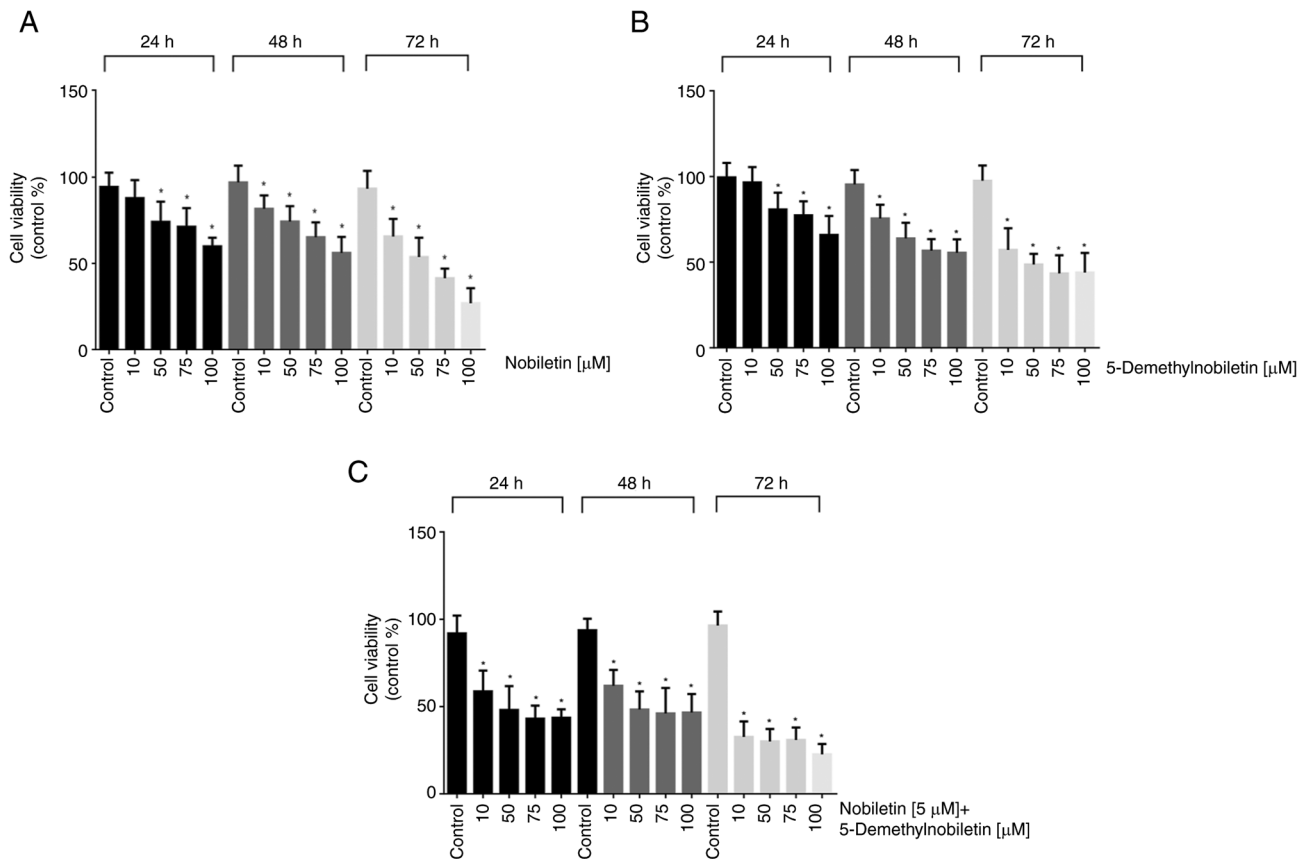 A
24 h 48 h 72 h
150
100
50
0
Cell viability
(control %)
* * * * * * * * * * *
Control 10 50 75 100 Control 10 50 75 100 Control 10 50 75 100
Nobiletin [μM]
B
24 h 48 h 72 h
150
100
50
0
Cell viability
(control %)
* * * * * * * * * * *
Control 10 50 75 100 Control 10 50 75 100 Control 10 50 75 100
5-Demethylnobiletin [μM]
C
24 h 48 h 72 h
150
100
50
0
Cell viability
(control %)
* * * * * * * * * * * *
Control 10 50 75 100 Control 10 50 75 100 Control 10 50 75 100
Nobiletin [5 μM]+
5-Demethylnobiletin [μM]